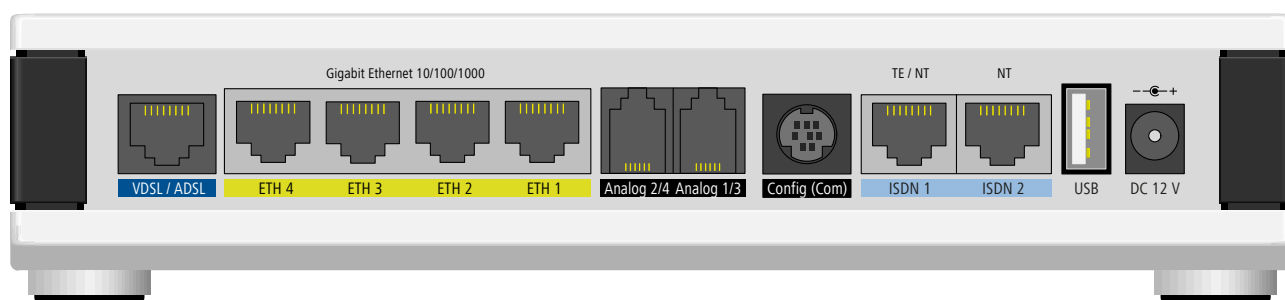 Gigabit Ethernet 10/100/1000 TE / NT NT
- +
VDSL / ADSL ETH 4 ETH 3 ETH 2 ETH 1 Analog 2/4 Analog 1/3 Config (Com) ISDN 1 ISDN 2 USB DC 12 V